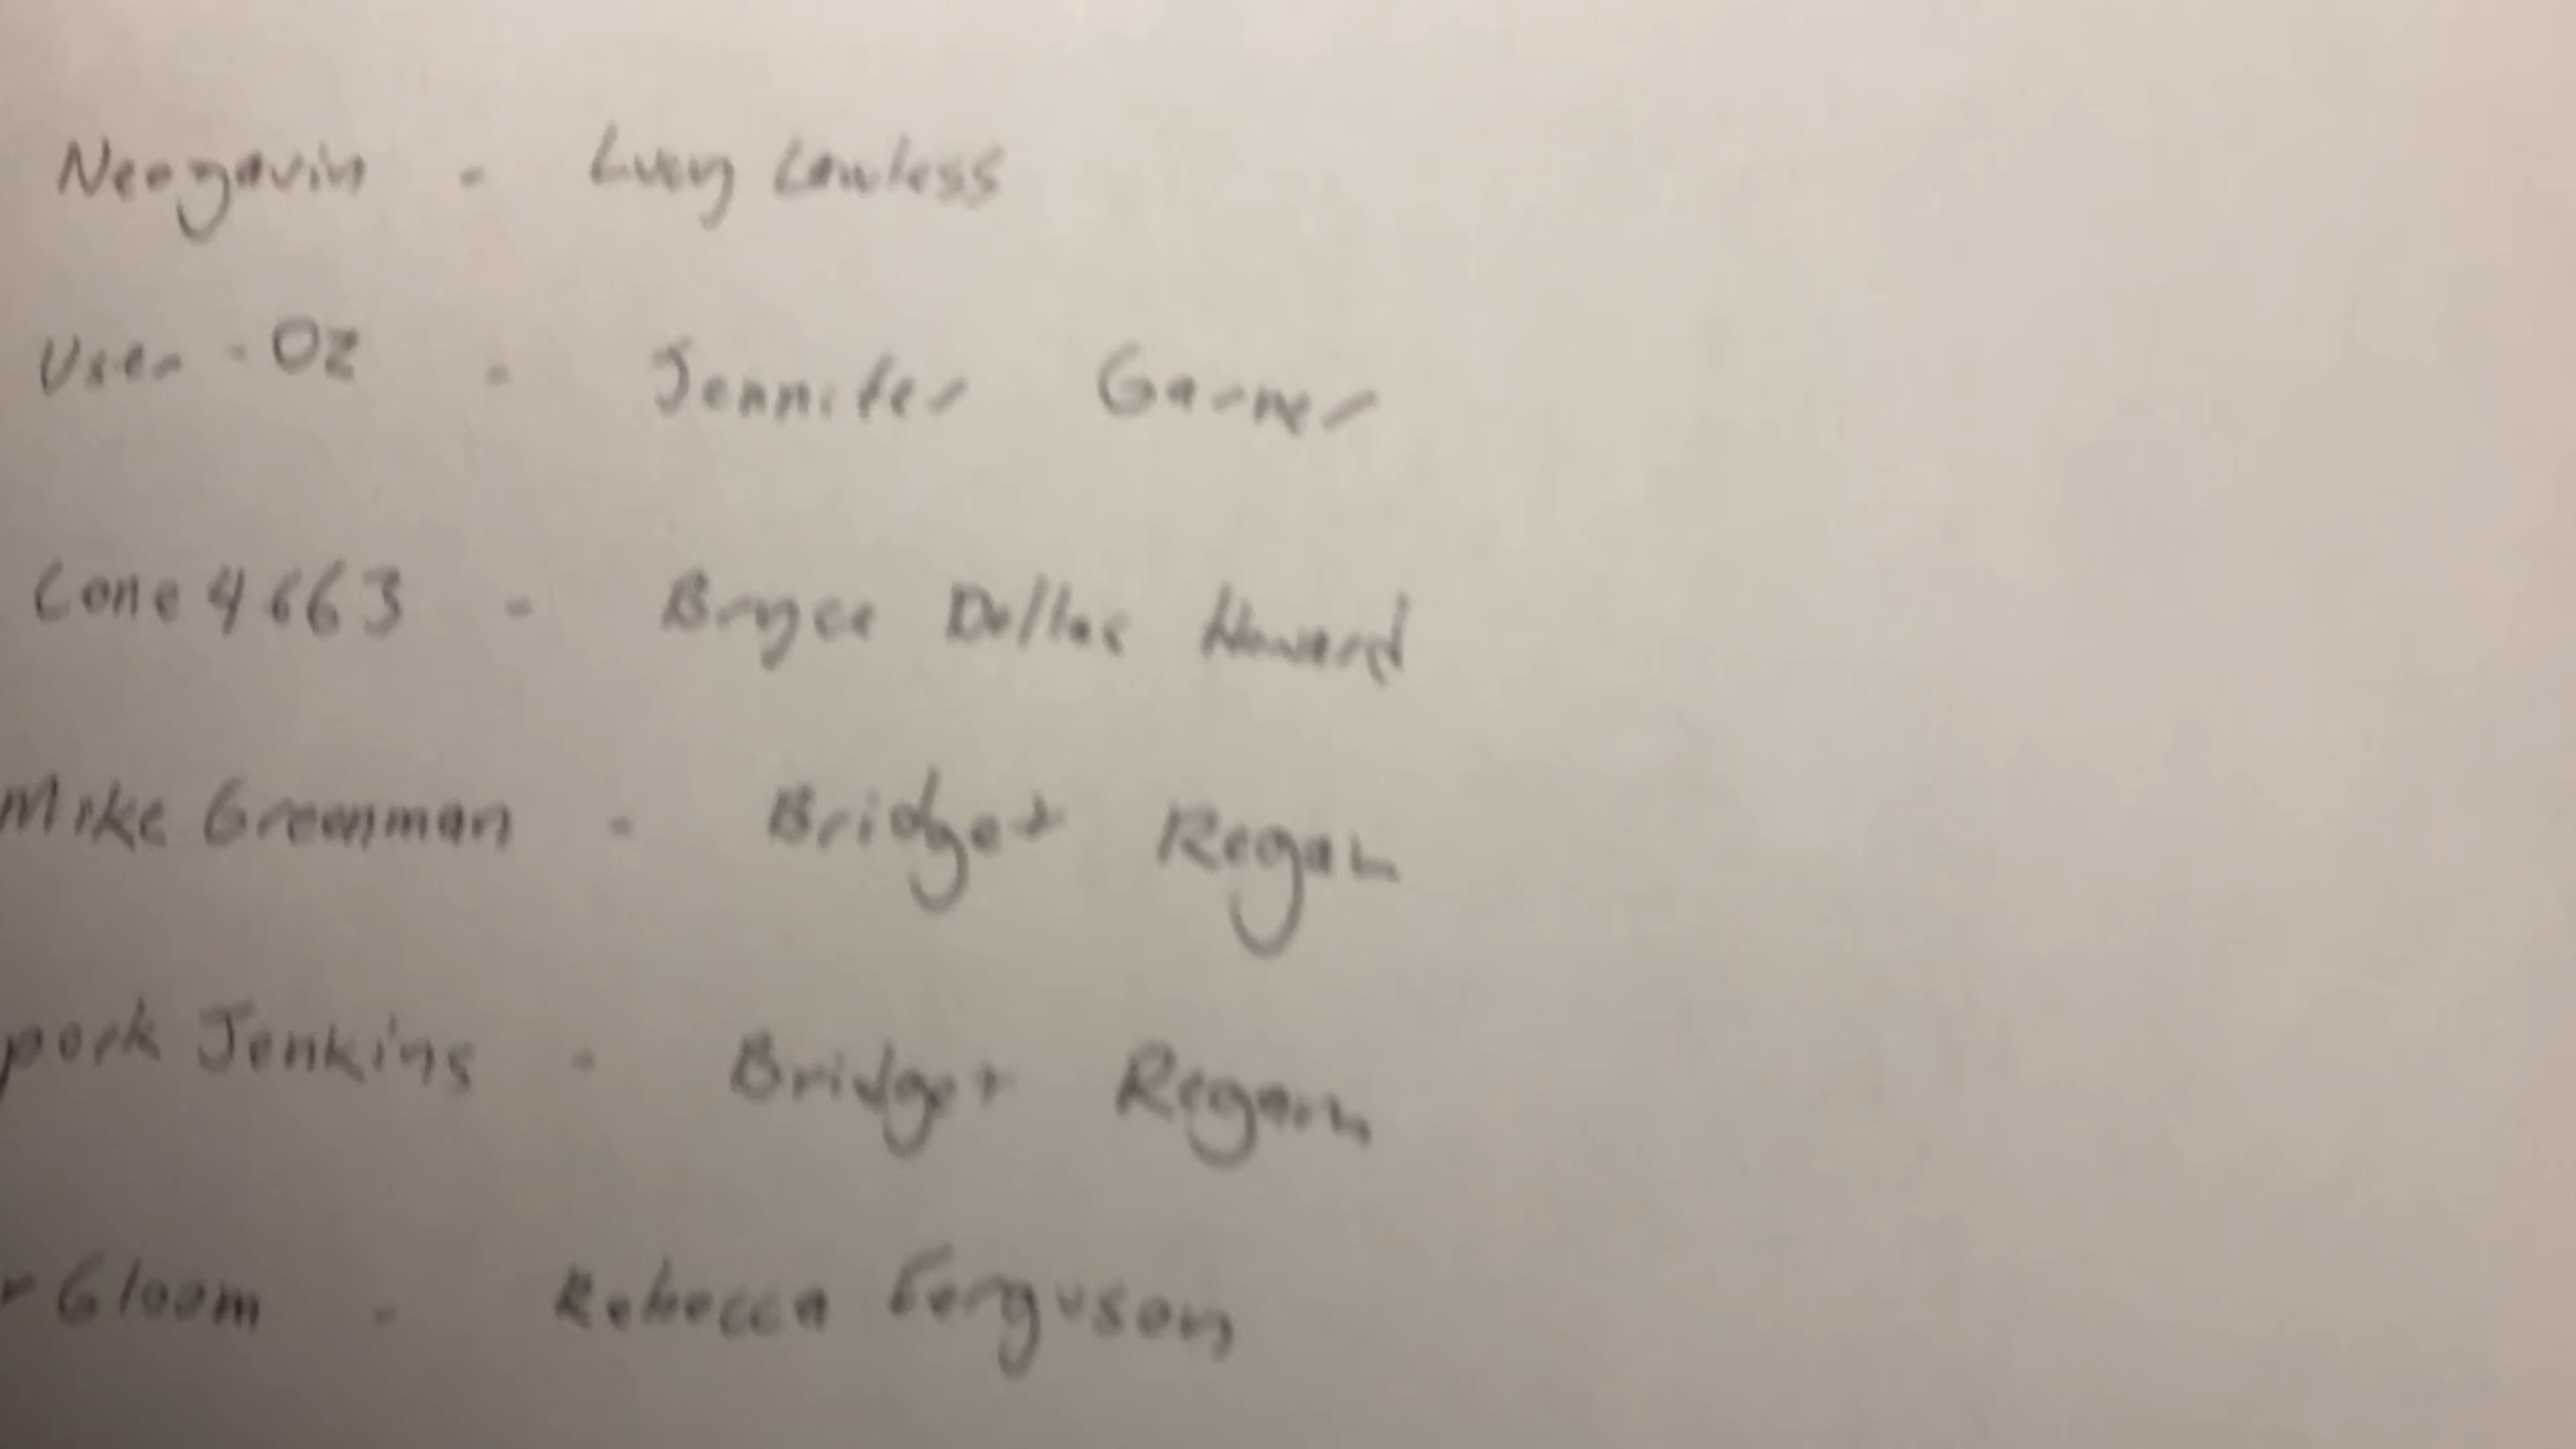 Neogavin - Lucy Lawless
User-Oz - Jennifer Garner
Cone4663 - Bryce Dallas Howard
Mike Greenman - Bridget Regan
pork Jenkins - Bridget Regan
r Gloom - Rebecca Ferguson